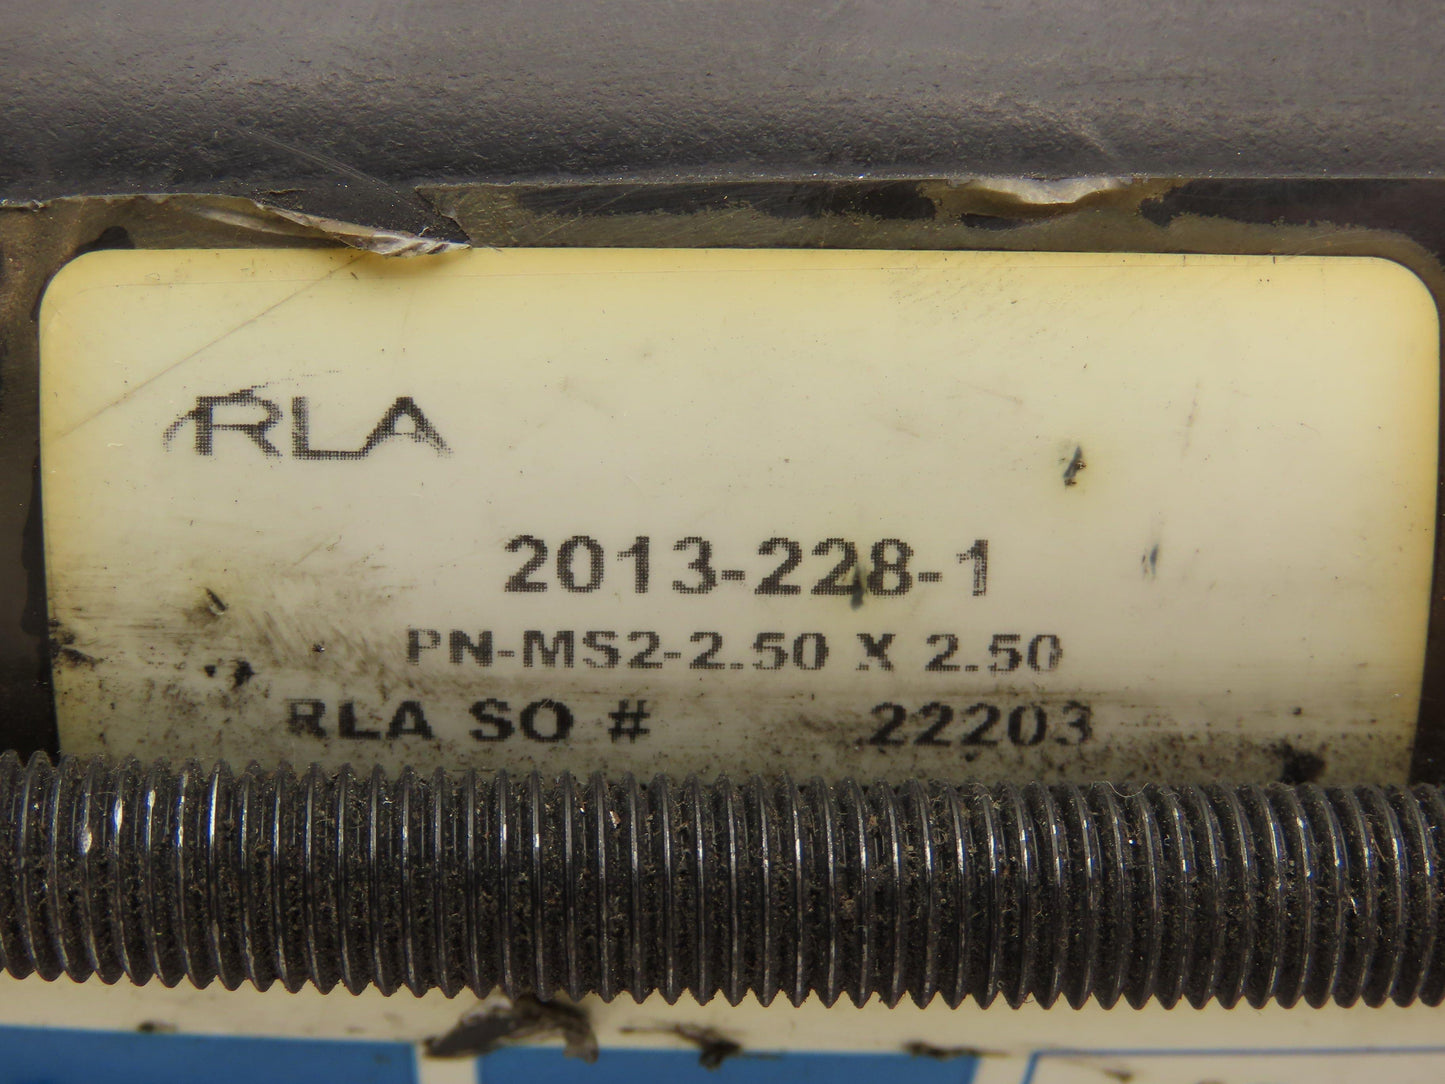 RLA
2013-228-1
PN-MS2-2.50 X 2.50
RLA SO # 22203